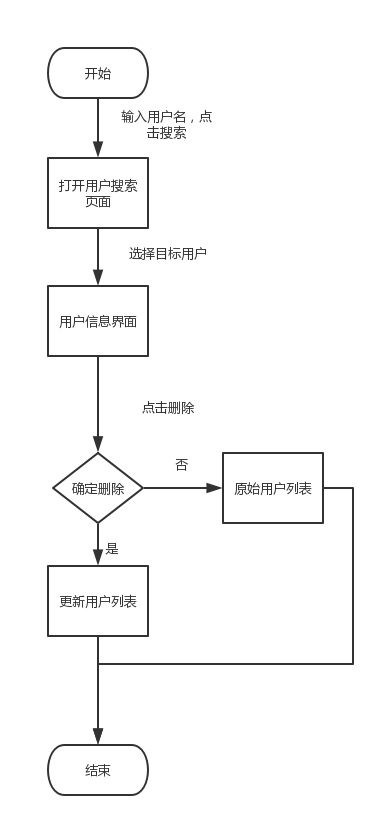 开始
输入用户名，点
击搜索
打开用户搜索
页面
选择目标用户
用户信息界面
点击删除
否
确定删除
原始用户列表
是
更新用户列表
结束